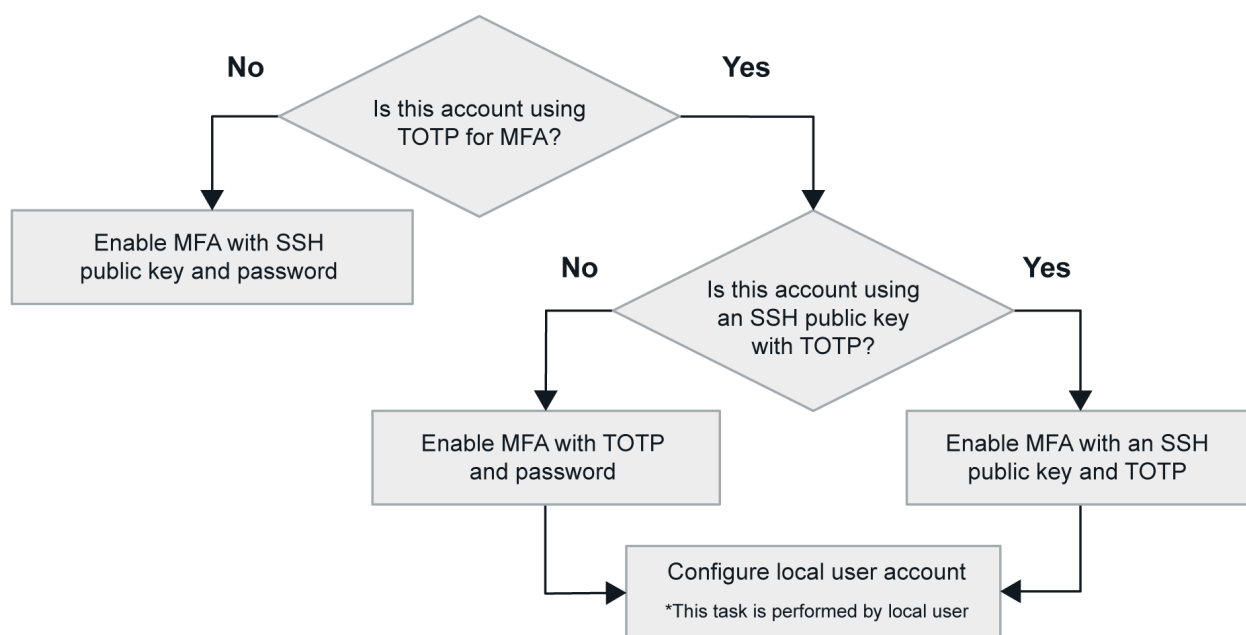 No
Yes
Is this account using
TOTP for MFA?
Enable MFA with SSH
public key and password
No
Yes
Is this account using
an SSH public key
with TOTP?
Enable MFA with TOTP
and password
Enable MFA with an SSH
public key and TOTP
Configure local user account
*This task is performed by local user